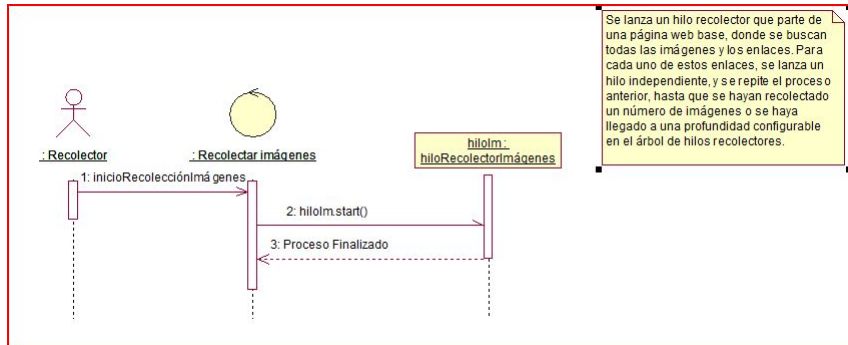 Se lanza un hilo recolector que parte de
una página web base, donde se buscan
todas las imágenes y los enlaces. Para
cada uno de estos enlaces, se lanza un
hilo independiente, y se repite el proceso
anterior, hasta que se hayan recolectado
un número de imágenes o se haya
llegado a una profundidad configurable
en el árbol de hilos recolectores.
: Recolector
: Recolectar imágenes
hiloIm :
hiloRecolectorImágenes
1: inicioRecolecciónImágenes
2: hiloIm.start()
3: Proceso Finalizado